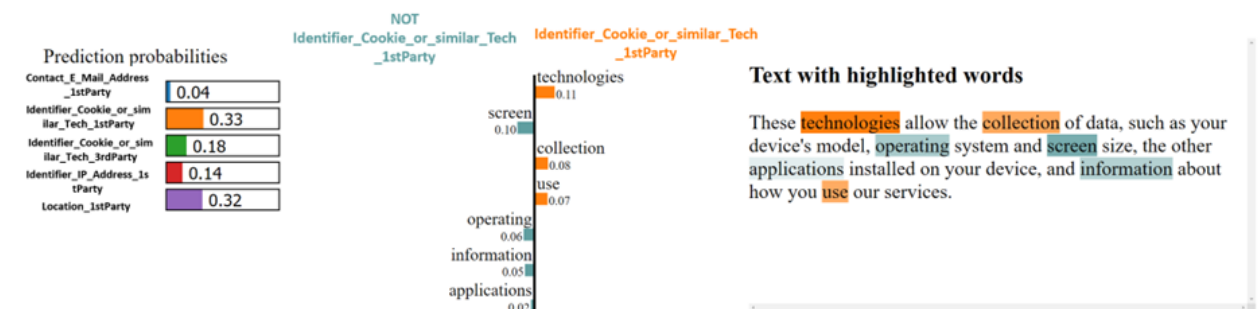 Prediction probabilities
Contact_E_Mail_Address
_1stParty
0.04
Identifier_Cookie_or_sim
ilar_Tech_1stParty
0.33
Identifier_Cookie_or_sim
ilar_Tech_3rdParty
0.18
Identifier_IP_Address_1s
tParty
0.14
Location_1stParty
0.32
NOT
Identifier_Cookie_or_similar_Tech
_1stParty
Identifier_Cookie_or_similar_Tech
_1stParty
technologies
0.11
screen
0.10
collection
0.08
use
0.07
operating
0.06
information
0.05
applications
0.02
Text with highlighted words
These technologies allow the collection of data, such as your
device's model, operating system and screen size, the other
applications installed on your device, and information about
how you use our services.